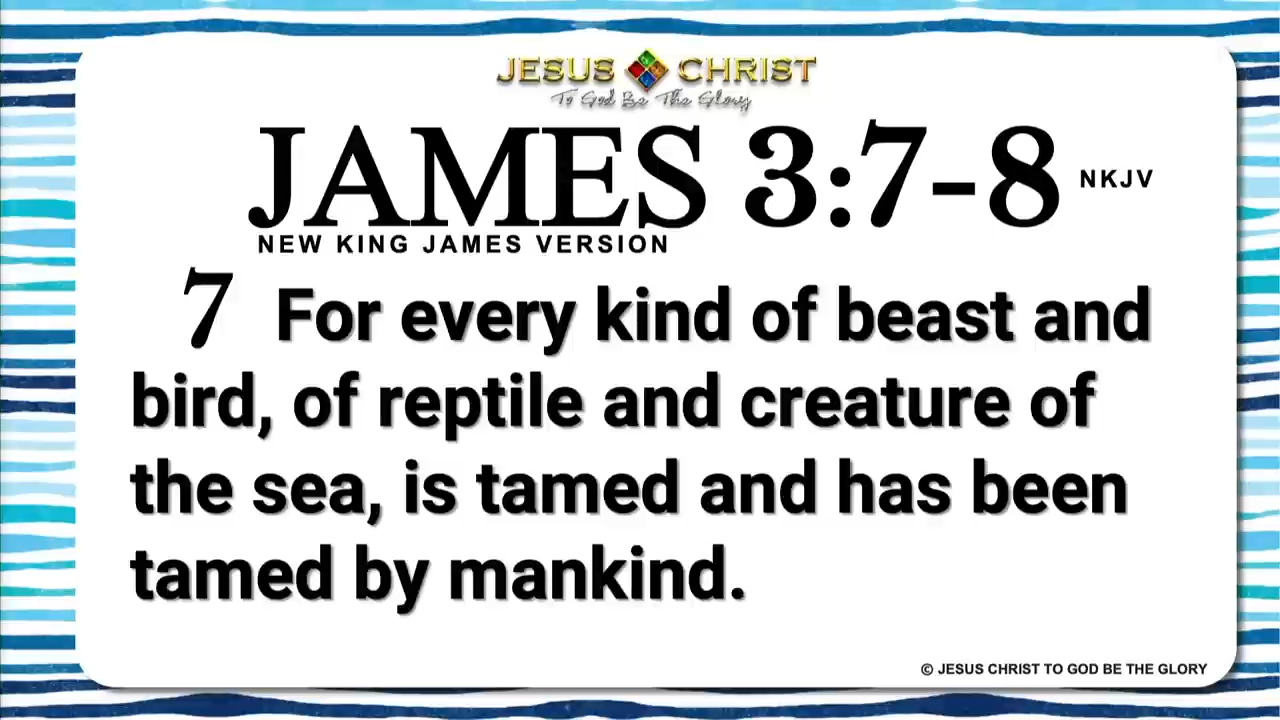 JESUS CHRIST
To God Be The Glory
JAMES 3:7-8 NKJV
NEW KING JAMES VERSION
7 For every kind of beast and
bird, of reptile and creature of
the sea, is tamed and has been
tamed by mankind.
© JESUS CHRIST TO GOD BE THE GLORY